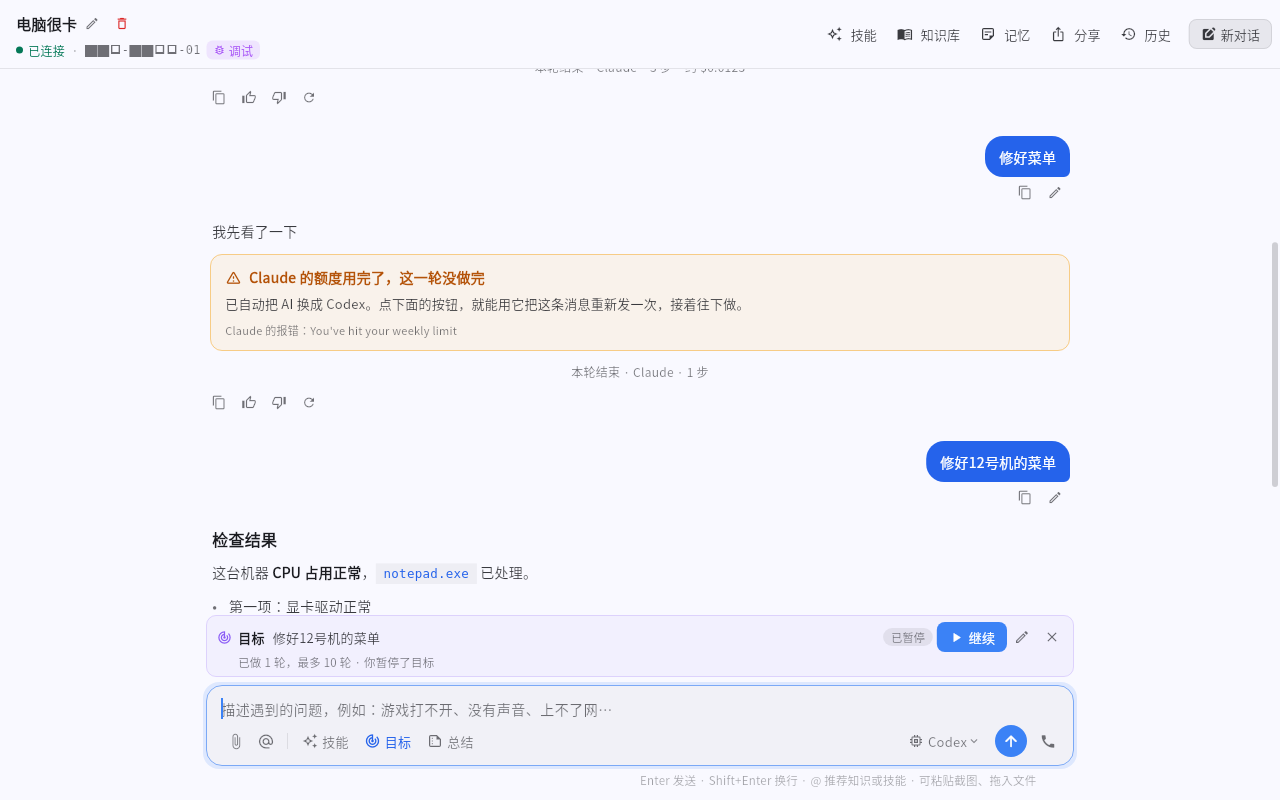 电脑很卡
已连接 · ██口-██口口-01 调试
技能 知识库 记忆 分享 历史 新对话
修好菜单
我先看了一下
Claude 的额度用完了，这一轮没做完
已自动把 AI 换成 Codex。点下面的按钮，就能用它把这条消息重新发一次，接着往下做。
Claude 的报错：You've hit your weekly limit
本轮结束 · Claude · 1 步
修好12号机的菜单
检查结果
这台机器 CPU 占用正常，notepad.exe 已处理。
• 第一项：显卡驱动正常
目标 修好12号机的菜单 已暂停 继续
已做 1 轮，最多 10 轮 · 你暂停了目标
描述遇到的问题，例如：游戏打不开、没有声音、上不了网…
技能 目标 总结 Codex
Enter 发送 · Shift+Enter 换行 · @ 推荐知识或技能 · 可粘贴截图、拖入文件